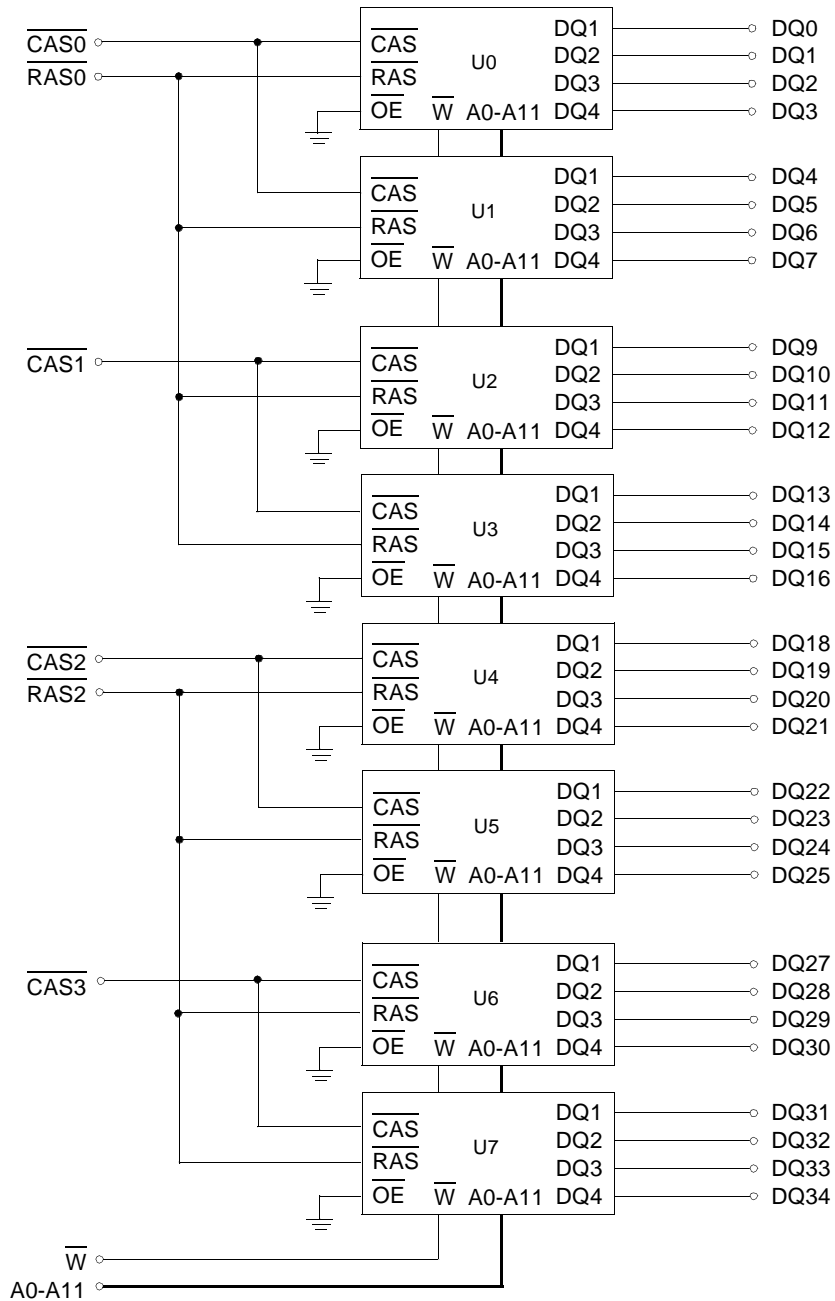 CAS0
RAS0
CAS
RAS
OE
W A0-A11
U0
DQ1
DQ2
DQ3
DQ4
DQ0
DQ1
DQ2
DQ3
CAS
RAS
OE
W A0-A11
U1
DQ1
DQ2
DQ3
DQ4
DQ4
DQ5
DQ6
DQ7
CAS1
CAS
RAS
OE
W A0-A11
U2
DQ1
DQ2
DQ3
DQ4
DQ9
DQ10
DQ11
DQ12
CAS
RAS
OE
W A0-A11
U3
DQ1
DQ2
DQ3
DQ4
DQ13
DQ14
DQ15
DQ16
CAS2
RAS2
CAS
RAS
OE
W A0-A11
U4
DQ1
DQ2
DQ3
DQ4
DQ18
DQ19
DQ20
DQ21
CAS
RAS
OE
W A0-A11
U5
DQ1
DQ2
DQ3
DQ4
DQ22
DQ23
DQ24
DQ25
CAS3
CAS
RAS
OE
W A0-A11
U6
DQ1
DQ2
DQ3
DQ4
DQ27
DQ28
DQ29
DQ30
CAS
RAS
OE
W A0-A11
U7
DQ1
DQ2
DQ3
DQ4
DQ31
DQ32
DQ33
DQ34
W
A0-A11